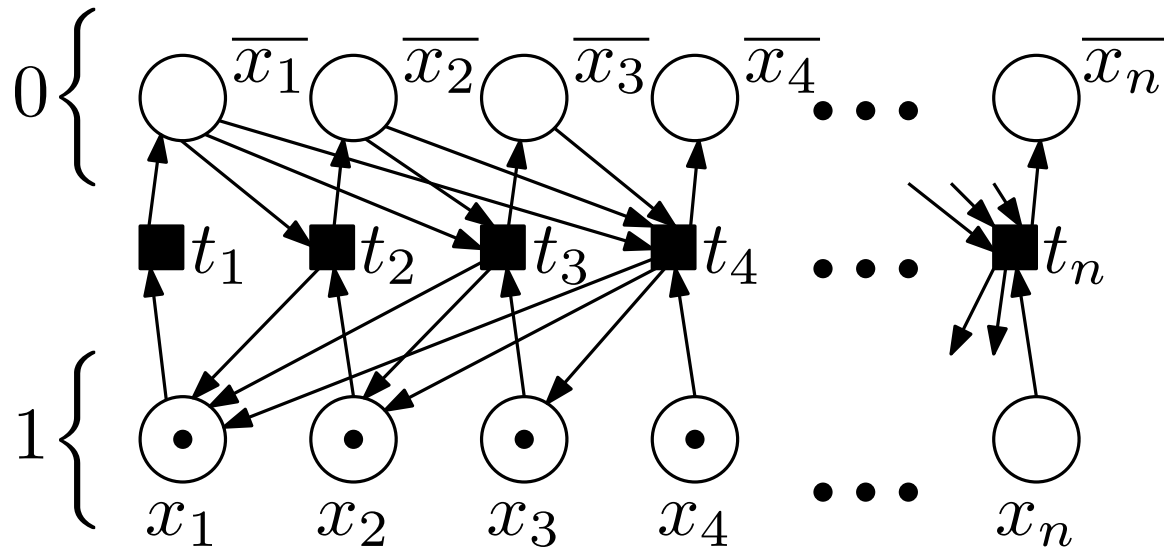 0 { x̅₁ x̅₂ x̅₃ x̅₄ ••• x̅ₙ
t₁ t₂ t₃ t₄ ••• tₙ
1 {
x₁ x₂ x₃ x₄ ••• xₙ